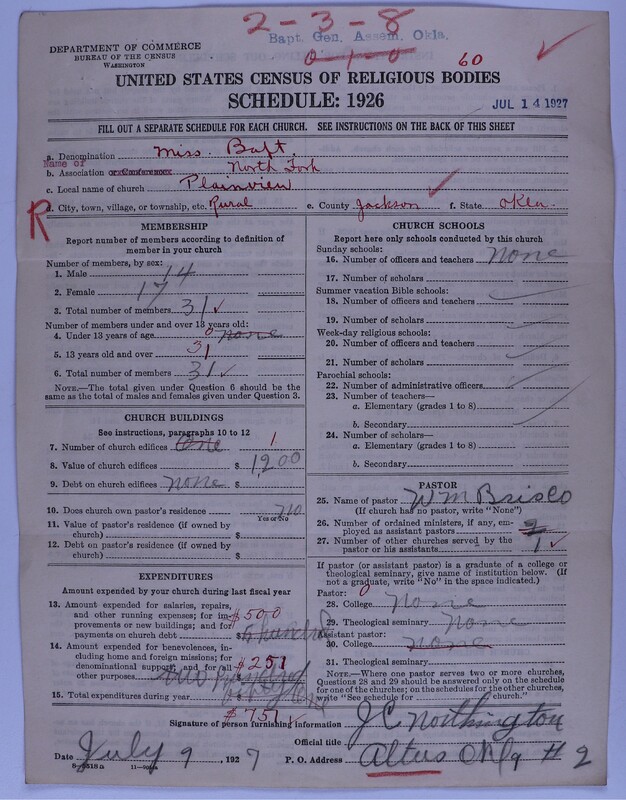 2-3-8
Bapt. Gen. Assem. Okla.
0-1-0
60
DEPARTMENT OF COMMERCE
BUREAU OF THE CENSUS
WASHINGTON
UNITED STATES CENSUS OF RELIGIOUS BODIES
SCHEDULE: 1926
JUL 14 1927
FILL OUT A SEPARATE SCHEDULE FOR EACH CHURCH. SEE INSTRUCTIONS ON THE BACK OF THIS SHEET
a. Denomination Miss. Bapt.
Name of
b. Association or Conference North Fork
c. Local name of church Plainview
R
d. City, town, village, or township, etc. Rural e. County Jackson f. State Okla.
MEMBERSHIP
Report number of members according to definition of
member in your church
Number of members, by sex:
1. Male 14
2. Female 17
3. Total number of members 31
Number of members under and over 13 years old:
4. Under 13 years of age 0 none
5. 13 years old and over 31
6. Total number of members 31
NOTE.—The total given under Question 6 should be the
same as the total of males and females given under Question 3.
CHURCH BUILDINGS
See instructions, paragraphs 10 to 12
7. Number of church edifices One 1
8. Value of church edifices $ 1200
9. Debt on church edifices none $
10. Does church own pastor's residence no
Yes or No
11. Value of pastor's residence (if owned by
church) $
12. Debt on pastor's residence (if owned by
church) $
EXPENDITURES
Amount expended by your church during last fiscal year
13. Amount expended for salaries, repairs,
and other running expenses; for im-
provements or new buildings; and for
payments on church debt $500
14. Amount expended for benevolences, in-
cluding home and foreign missions; for
denominational support; and for all
other purposes $251
15. Total expenditures during year
$751
CHURCH SCHOOLS
Report here only schools conducted by this church
Sunday schools:
16. Number of officers and teachers none
17. Number of scholars
Summer vacation Bible schools:
18. Number of officers and teachers
19. Number of scholars
Week-day religious schools:
20. Number of officers and teachers
21. Number of scholars
Parochial schools:
22. Number of administrative officers
23. Number of teachers—
a. Elementary (grades 1 to 8)
b. Secondary
24. Number of scholars—
a. Elementary (grades 1 to 8)
b. Secondary
PASTOR
25. Name of pastor W M Brisco
(If church has no pastor, write "None")
26. Number of ordained ministers, if any, em-
ployed as assistant pastors 2
27. Number of other churches served by the
pastor or his assistants 1
If pastor (or assistant pastor) is a graduate of a college or
theological seminary, give name of institution below. (If
not a graduate, write "No" in the space indicated.)
Pastor: 0
28. College None
29. Theological seminary None
Assistant pastor:
30. College none
31. Theological seminary
NOTE.—Where one pastor serves two or more churches,
Questions 28 and 29 should be answered only on the schedule
for one of the churches; on the schedules for the other churches,
write "See schedule for church."
Signature of person furnishing information J C Northington
Official title
Date July 9, 1927 P. O. Address Altus Okla # 2
11-